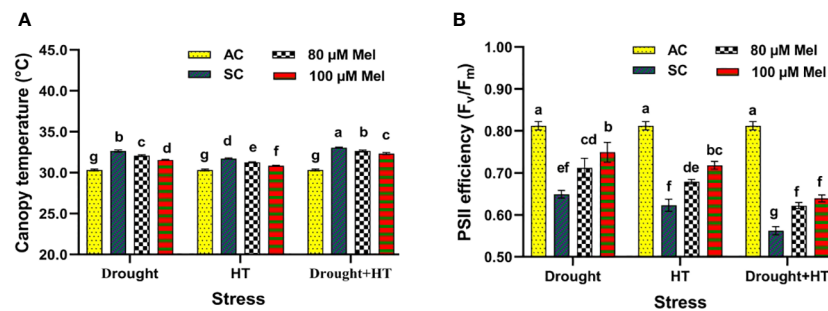 A
Canopy temperature (°C)
45.0
40.0
35.0
30.0
25.0
20.0
AC
SC
80 µM Mel
100 µM Mel
g b c d
g d e f
g a b c
Drought HT Drought+HT
Stress
B
PSII efficiency (Fv/Fm)
1.00
0.90
0.80
0.70
0.60
0.50
AC
SC
80 µM Mel
100 µM Mel
a ef cd b
a f de bc
a g f f
Drought HT Drought+HT
Stress